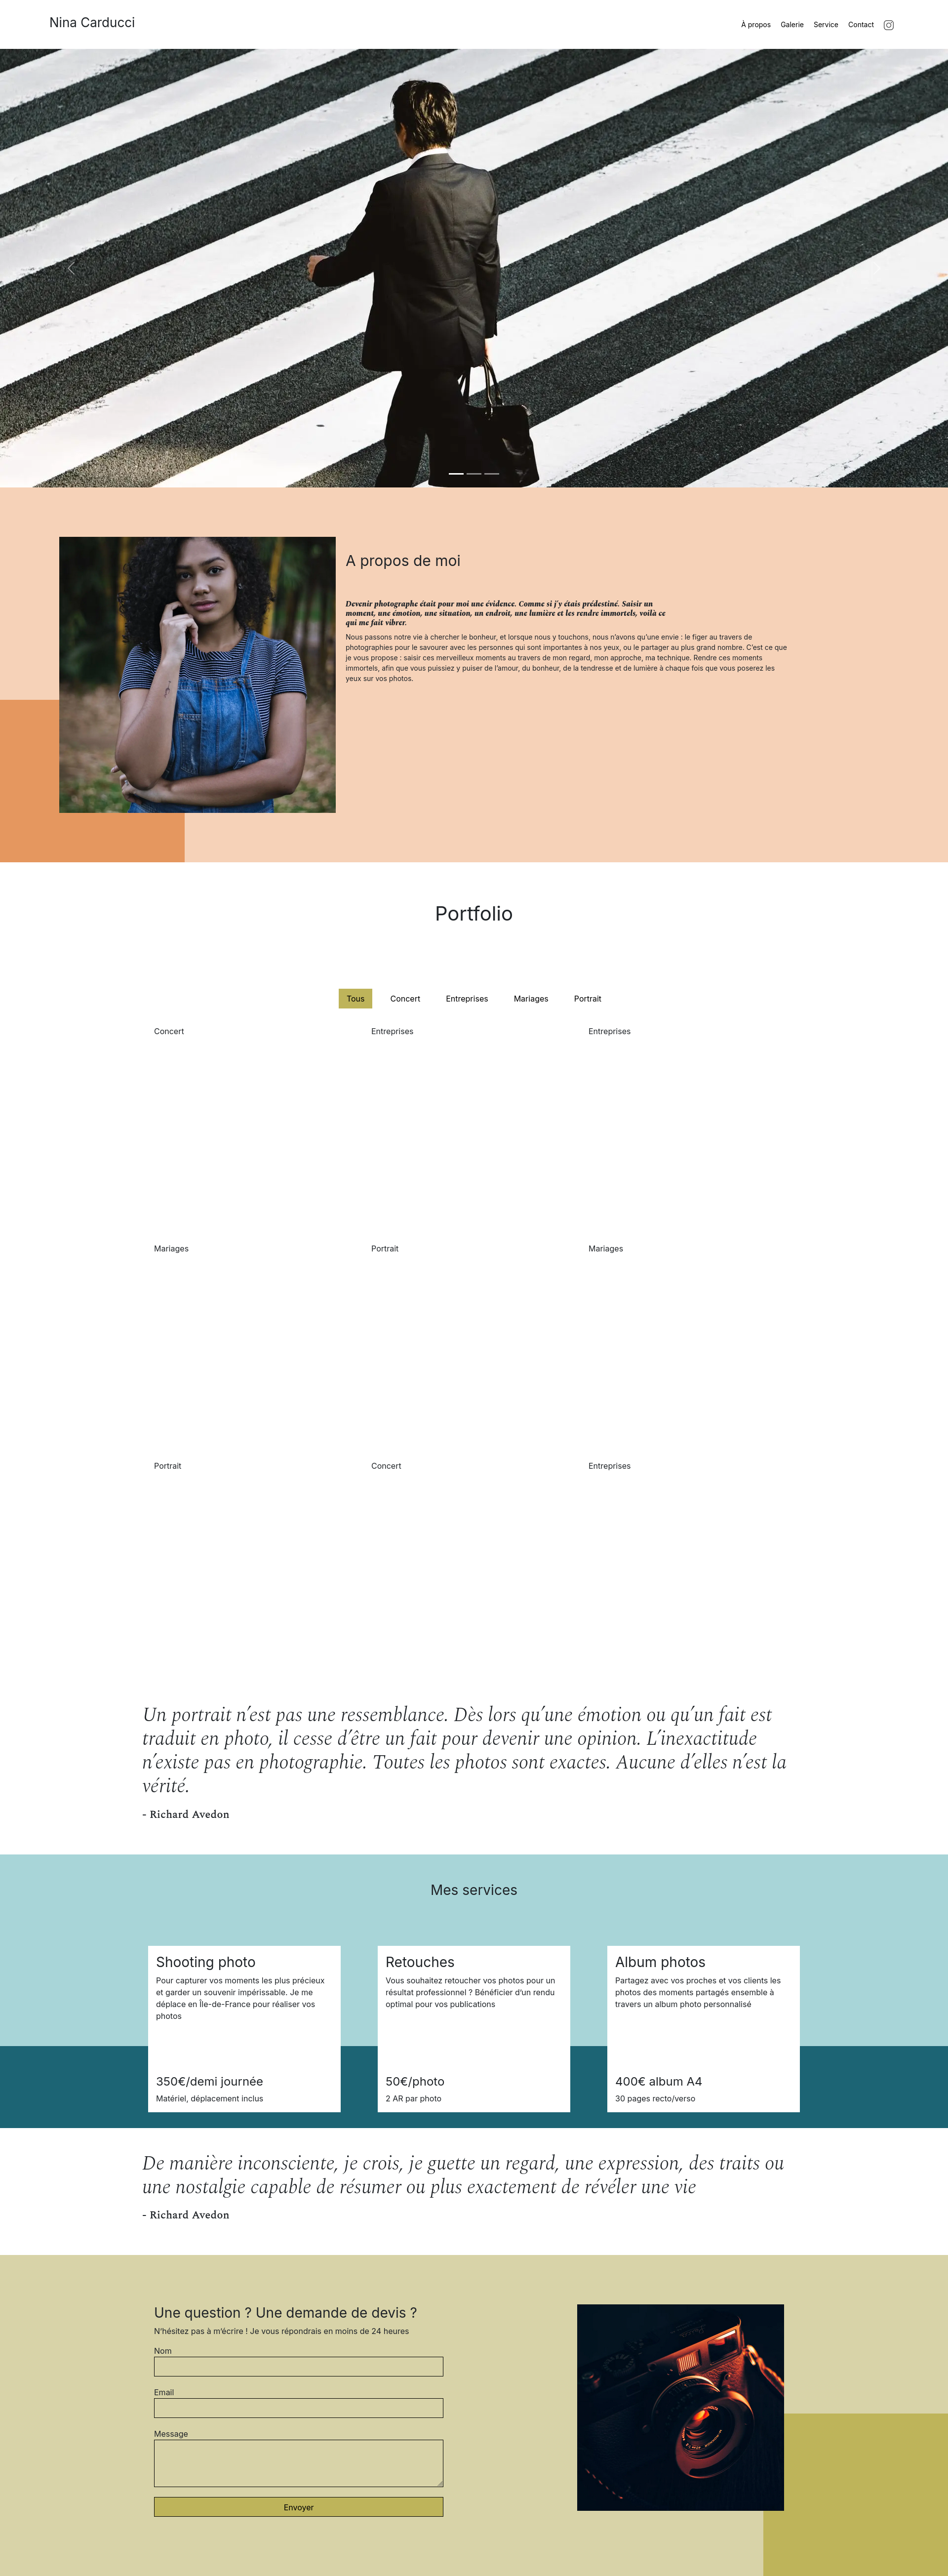 Nina Carducci
À propos Galerie Service Contact
A propos de moi
Devenir photographe était pour moi une évidence. Comme si j'y étais prédestiné. Saisir un
moment, une émotion, une situation, un endroit, une lumière et les rendre immortels, voilà ce
qui me fait vibrer.
Nous passons notre vie à chercher le bonheur, et lorsque nous y touchons, nous n'avons qu'une envie : le figer au travers de
photographies pour le savourer avec les personnes qui sont importantes à nos yeux, ou le partager au plus grand nombre. C'est ce que
je vous propose : saisir ces merveilleux moments au travers de mon regard, mon approche, ma technique. Rendre ces moments
immortels, afin que vous puissiez y puiser de l'amour, du bonheur, de la tendresse et de lumière à chaque fois que vous poserez les
yeux sur vos photos.
Portfolio
Tous Concert Entreprises Mariages Portrait
Concert Entreprises Entreprises
Mariages Portrait Mariages
Portrait Concert Entreprises
Un portrait n'est pas une ressemblance. Dès lors qu'une émotion ou qu'un fait est
traduit en photo, il cesse d'être un fait pour devenir une opinion. L'inexactitude
n'existe pas en photographie. Toutes les photos sont exactes. Aucune d'elles n'est la
vérité.
- Richard Avedon
Mes services
Shooting photo
Pour capturer vos moments les plus précieux
et garder un souvenir impérissable. Je me
déplace en Île-de-France pour réaliser vos
photos
350€/demi journée
Matériel, déplacement inclus
Retouches
Vous souhaitez retoucher vos photos pour un
résultat professionnel ? Bénéficier d'un rendu
optimal pour vos publications
50€/photo
2 AR par photo
Album photos
Partagez avec vos proches et vos clients les
photos des moments partagés ensemble à
travers un album photo personnalisé
400€ album A4
30 pages recto/verso
De manière inconsciente, je crois, je guette un regard, une expression, des traits ou
une nostalgie capable de résumer ou plus exactement de révéler une vie
- Richard Avedon
Une question ? Une demande de devis ?
N'hésitez pas à m'écrire ! Je vous répondrais en moins de 24 heures
Nom
Email
Message
Envoyer